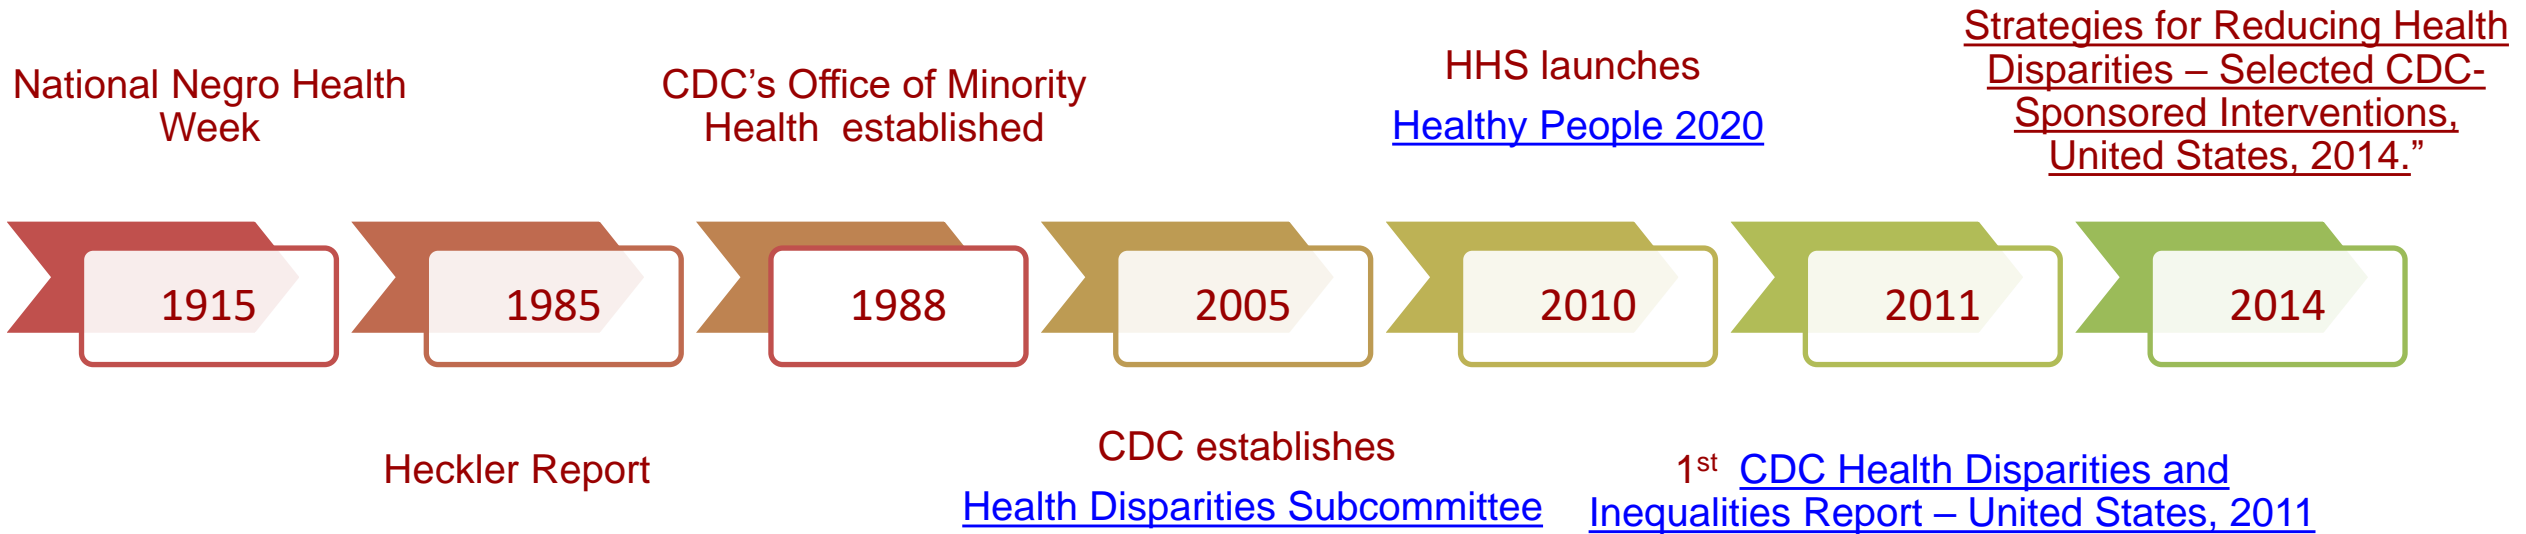 National Negro Health
Week
CDC’s Office of Minority
Health  established
HHS launches
Healthy People 2020
Strategies for Reducing Health
Disparities – Selected CDC-
Sponsored Interventions,
United States, 2014.”
1915
1985
1988
2005
2010
2011
2014
Heckler Report
CDC establishes
Health Disparities Subcommittee
1st  CDC Health Disparities and
Inequalities Report – United States, 2011